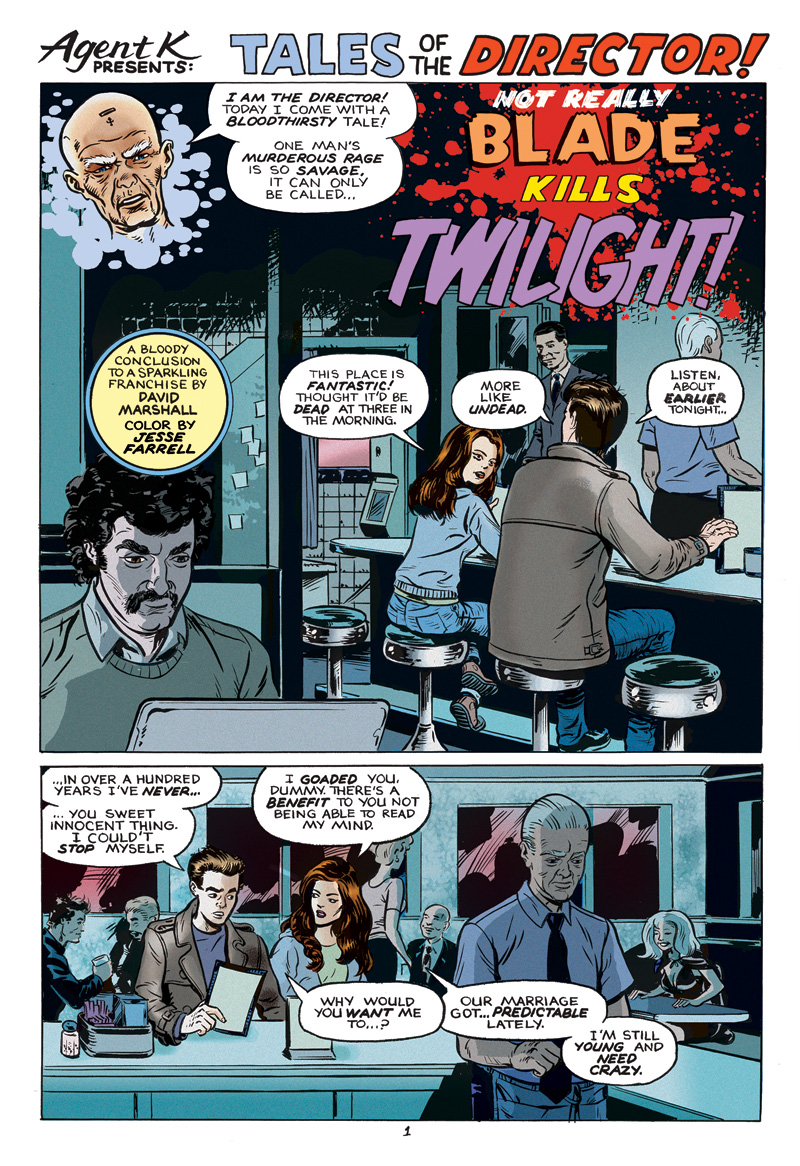 Agent K
PRESENTS:
TALES
OF
THE
DIRECTOR!
I AM THE DIRECTOR!
TODAY I COME WITH A
BLOODTHIRSTY TALE!
ONE MAN'S
MURDEROUS RAGE
IS SO SAVAGE,
IT CAN ONLY
BE CALLED...
NOT REALLY
BLADE
KILLS
TWILIGHT!
A BLOODY
CONCLUSION
TO A SPARKLING
FRANCHISE BY
DAVID
MARSHALL
COLOR BY
JESSE
FARRELL
THIS PLACE IS
FANTASTIC!
THOUGHT IT'D BE
DEAD AT THREE IN
THE MORNING.
MORE
LIKE
UNDEAD.
LISTEN,
ABOUT
EARLIER
TONIGHT...
...IN OVER A HUNDRED
YEARS I'VE NEVER...
... YOU SWEET
INNOCENT THING.
I COULD'T
STOP MYSELF.
I GOADED YOU,
DUMMY. THERE'S A
BENEFIT TO YOU NOT
BEING ABLE TO READ
MY MIND.
WHY WOULD
YOU WANT ME
TO...?
OUR MARRIAGE
GOT... PREDICTABLE
LATELY.
I'M STILL
YOUNG AND
NEED
CRAZY.
1